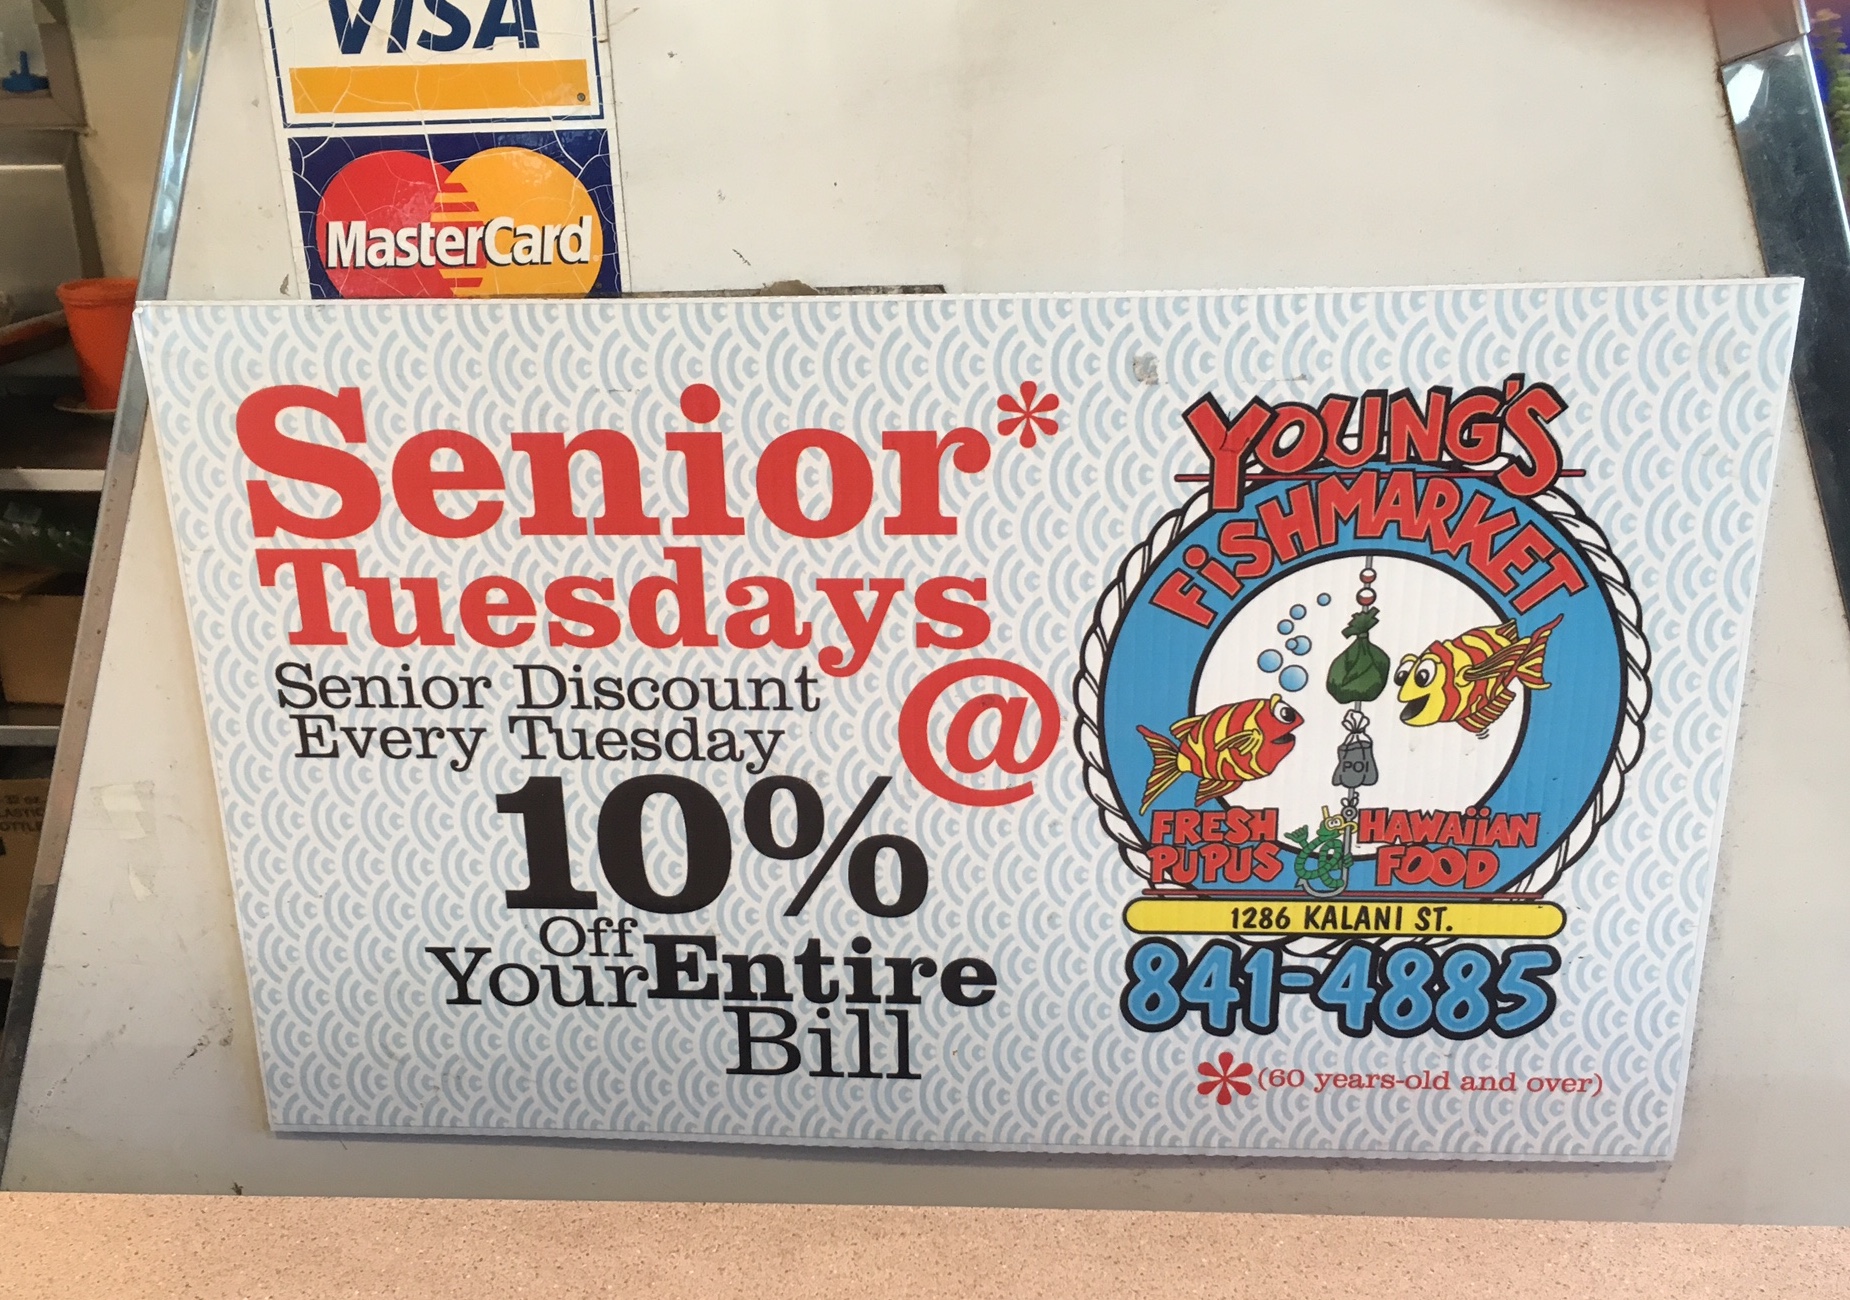 VISA
MasterCard
Senior*
Tuesdays
@
Senior Discount
Every Tuesday
10%
Off
Your Entire
Bill
YOUNG'S
FiSHMARKET
POI
FRESH
PUPUS
HAWAiiAN
FOOD
1286 KALANI ST.
841-4885
*(60 years-old and over)